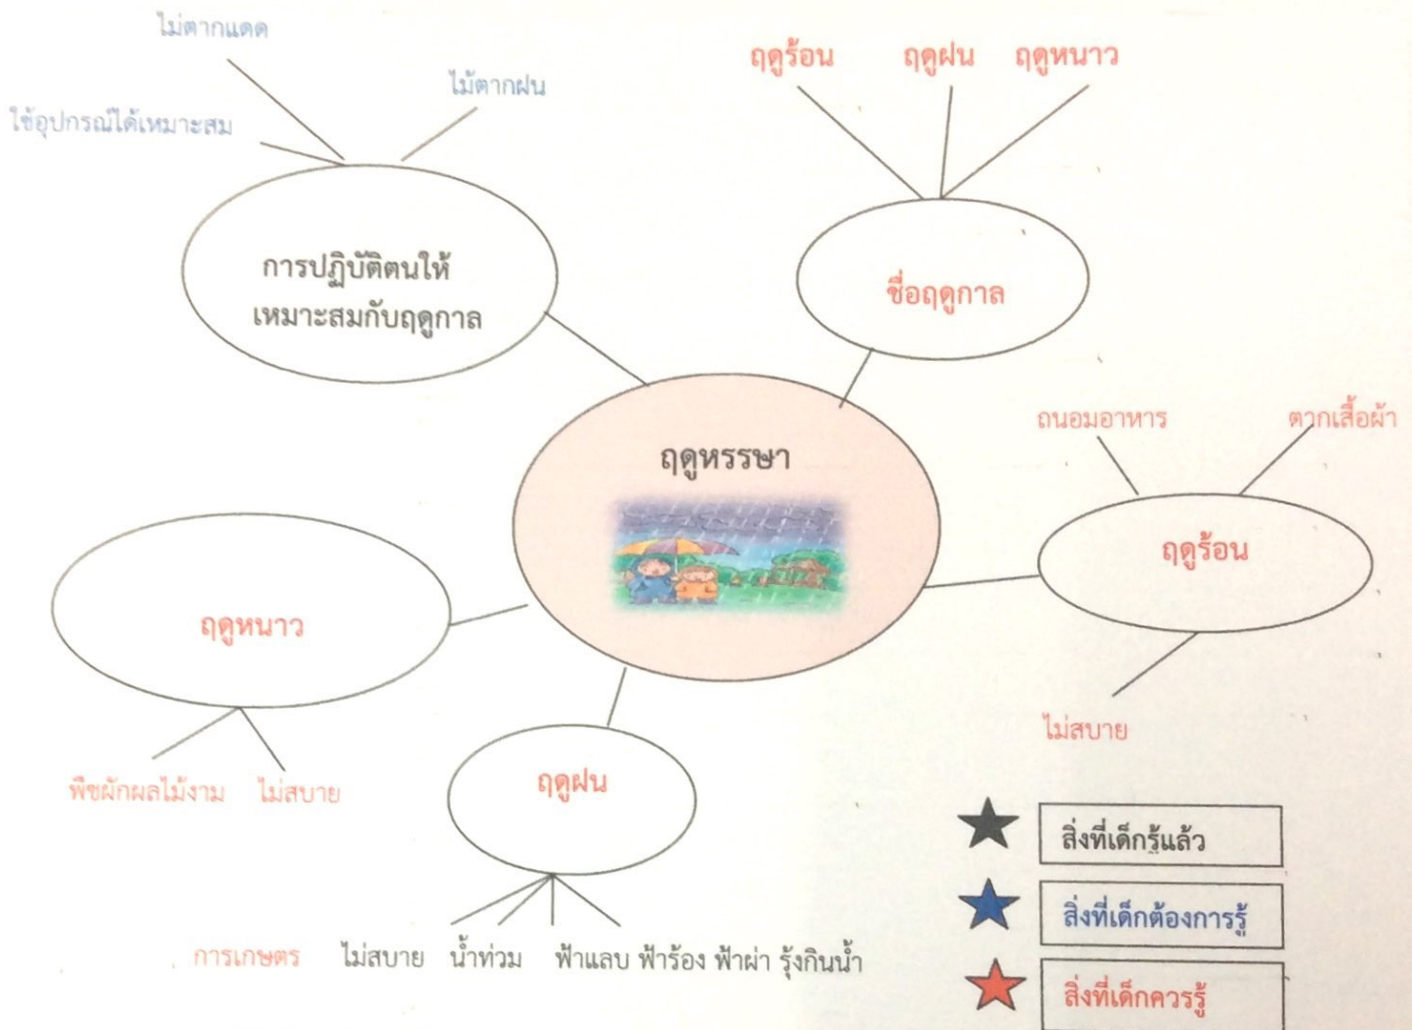 ไม่ตากแดด
ไม้ตากฝน
ใช้อุปกรณ์ได้เหมาะสม
การปฏิบัติตนให้
เหมาะสมกับฤดูกาล
ฤดูร้อน ฤดูฝน ฤดูหนาว
ชื่อฤดูกาล
ฤดูหรรษา
ถนอมอาหาร ตากเสื้อผ้า
ฤดูร้อน
ไม่สบาย
ฤดูหนาว
พืชผักผลไม้งาม ไม่สบาย
ฤดูฝน
การเกษตร ไม่สบาย น้ำท่วม ฟ้าแลบ ฟ้าร้อง ฟ้าผ่า รุ้งกินน้ำ
สิ่งที่เด็กรู้แล้ว
สิ่งที่เด็กต้องการรู้
สิ่งที่เด็กควรรู้